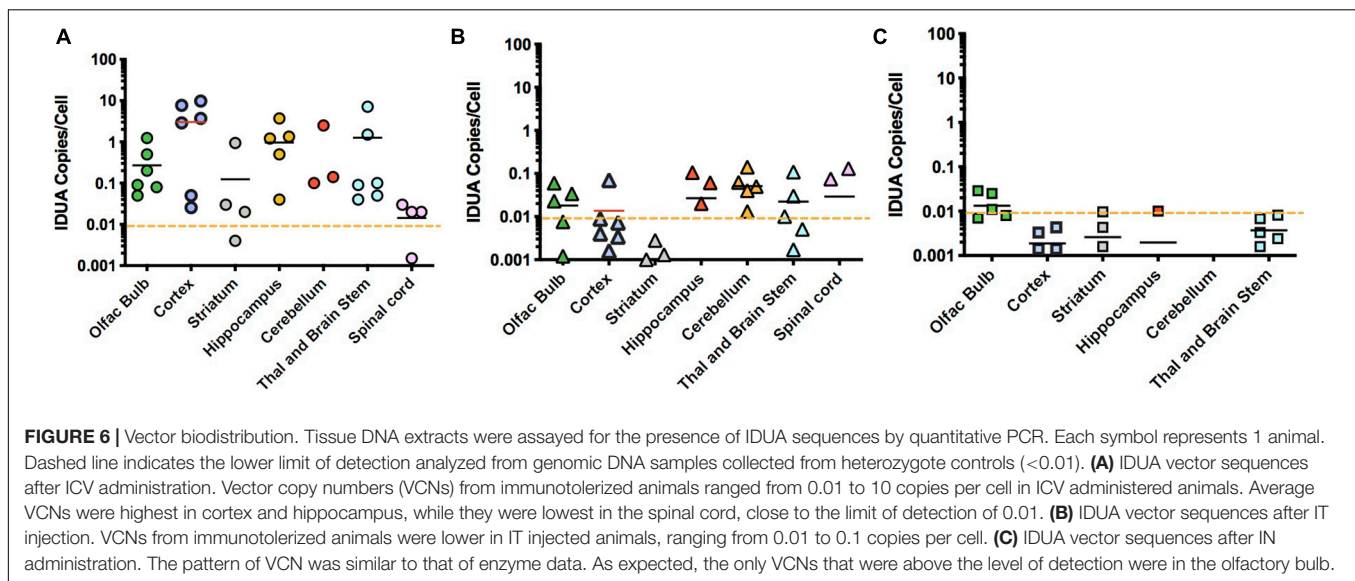 A
IDUA Copies/Cell
100
10
1
0.1
0.01
0.001
Olfac Bulb
Cortex
Striatum
Hippocampus
Cerebellum
Thal and Brain Stem
Spinal cord
B
IDUA Copies/Cell
100
10
1
0.1
0.01
0.001
Olfac Bulb
Cortex
Striatum
Hippocampus
Cerebellum
Thal and Brain Stem
Spinal cord
C
IDUA Copies/Cell
100
10
1
0.1
0.01
0.001
Olfac Bulb
Cortex
Striatum
Hippocampus
Cerebellum
Thal and Brain Stem
FIGURE 6 | Vector biodistribution. Tissue DNA extracts were assayed for the presence of IDUA sequences by quantitative PCR. Each symbol represents 1 animal.
Dashed line indicates the lower limit of detection analyzed from genomic DNA samples collected from heterozygote controls (<0.01). (A) IDUA vector sequences
after ICV administration. Vector copy numbers (VCNs) from immunotolerized animals ranged from 0.01 to 10 copies per cell in ICV administered animals. Average
VCNs were highest in cortex and hippocampus, while they were lowest in the spinal cord, close to the limit of detection of 0.01. (B) IDUA vector sequences after IT
injection. VCNs from immunotolerized animals were lower in IT injected animals, ranging from 0.01 to 0.1 copies per cell. (C) IDUA vector sequences after IN
administration. The pattern of VCN was similar to that of enzyme data. As expected, the only VCNs that were above the level of detection were in the olfactory bulb.